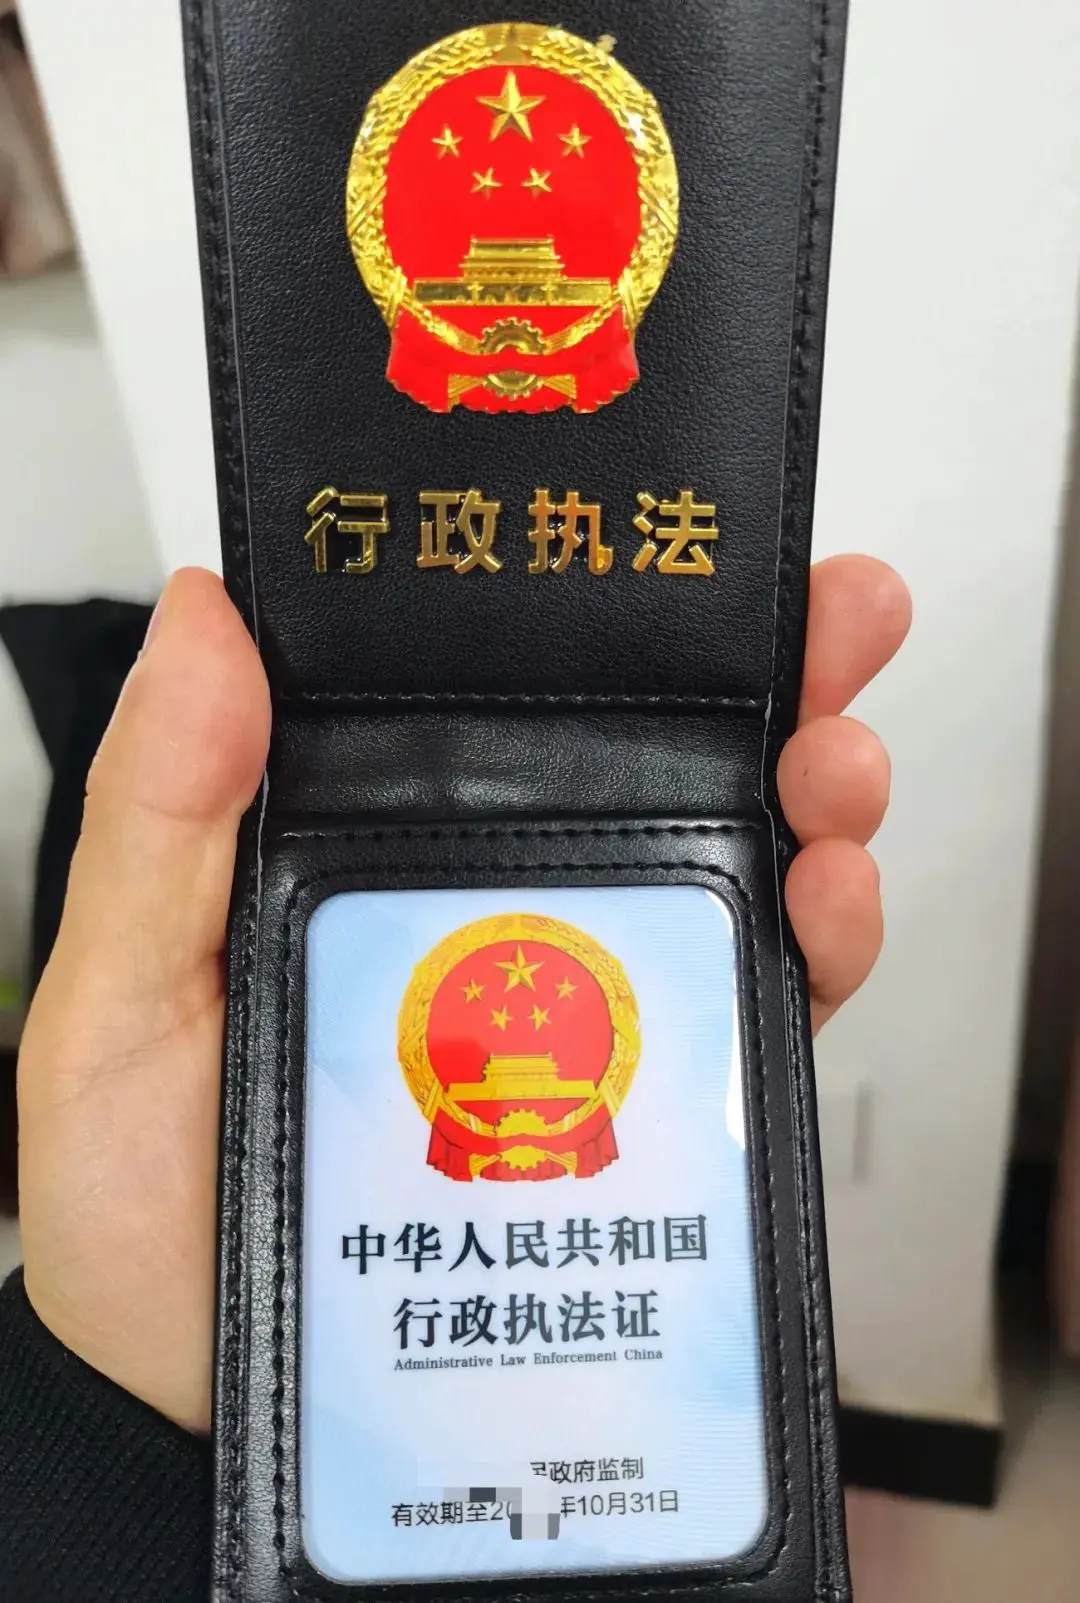 行政执法
中华人民共和国
行政执法证
Administrative Law Enforcement China
民政府监制
有效期至20 年10月31日